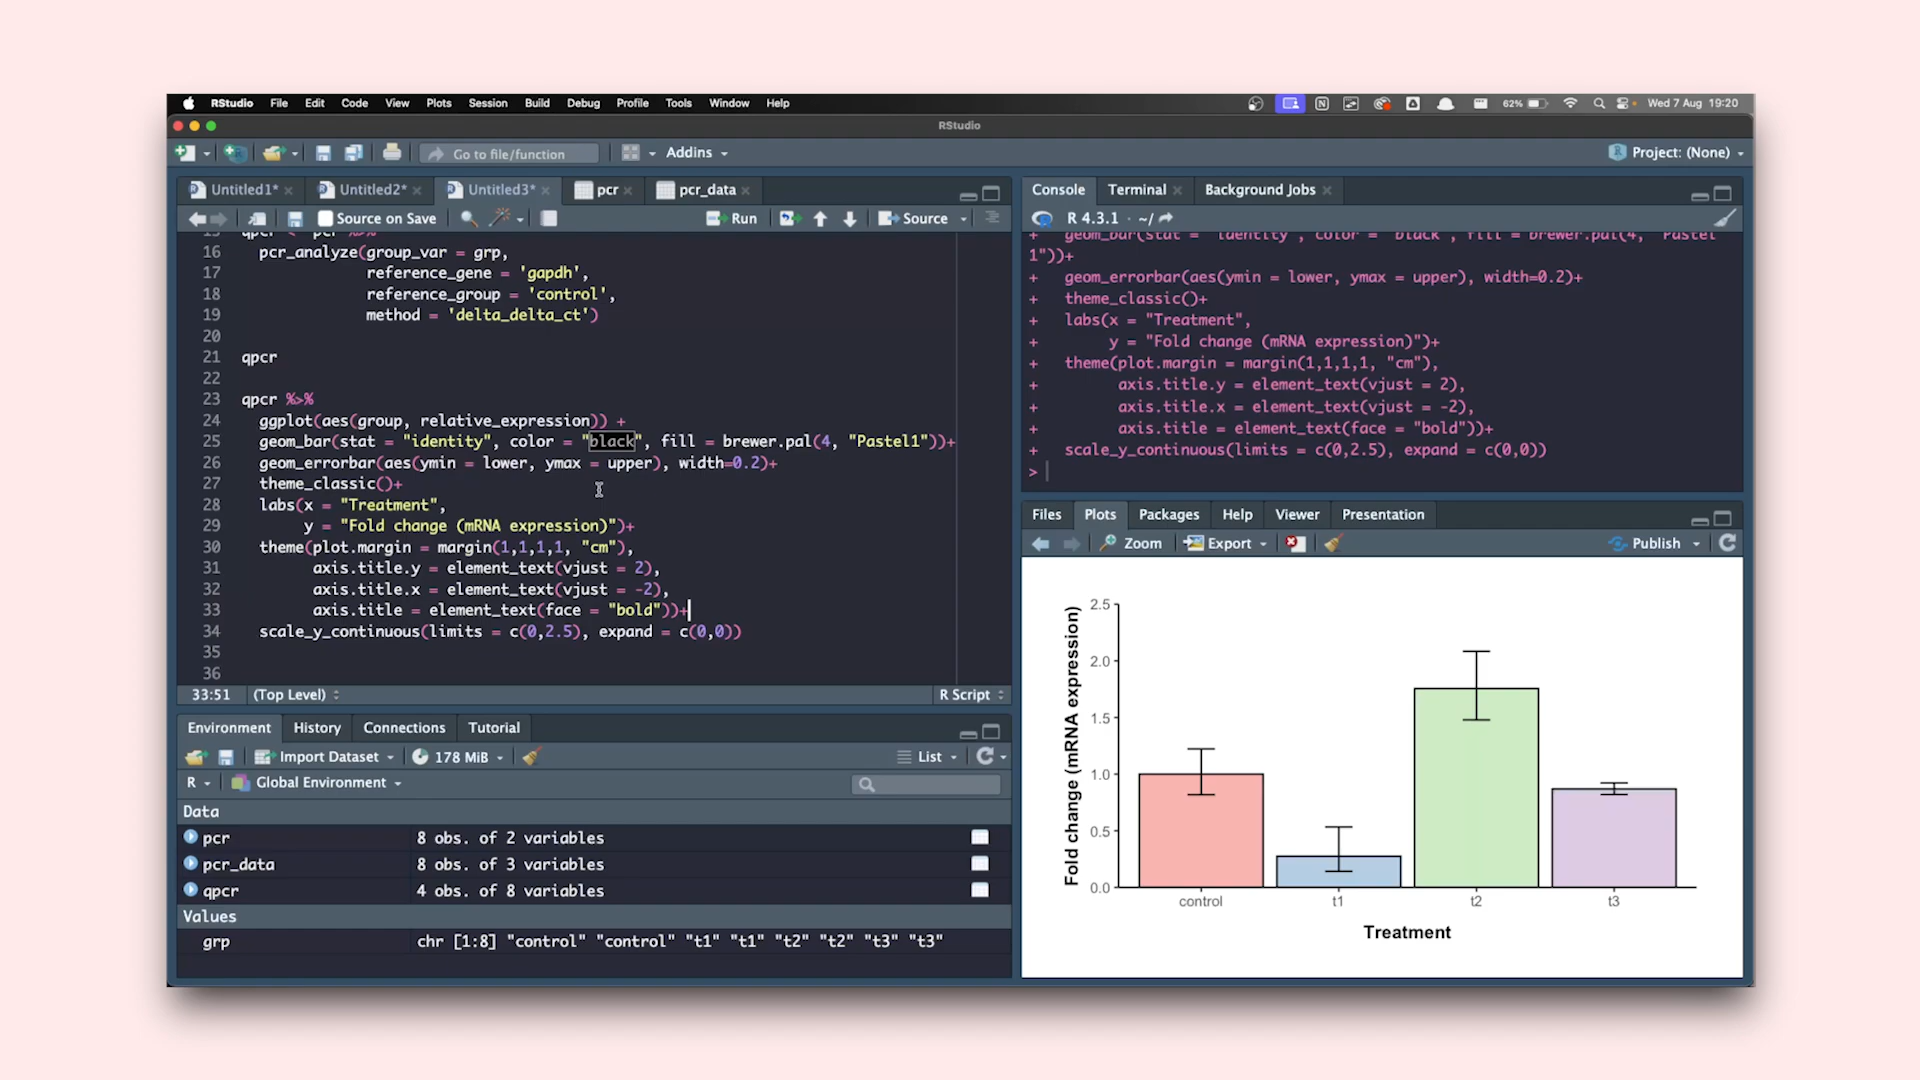 RStudio File Edit Code View Plots Session Build Debug Profile Tools Window Help 62% Wed 7 Aug 19:20
RStudio
Go to file/function Addins Project: (None)
Untitled1* Untitled2* Untitled3* pcr pcr_data
Source on Save Run Source
16 pcr_analyze(group_var = grp,
17 reference_gene = 'gapdh',
18 reference_group = 'control',
19 method = 'delta_delta_ct')
20
21 qpcr
22
23 qpcr %>%
24 ggplot(aes(group, relative_expression)) +
25 geom_bar(stat = "identity", color = "black", fill = brewer.pal(4, "Pastel1"))+
26 geom_errorbar(aes(ymin = lower, ymax = upper), width=0.2)+
27 theme_classic()+
28 labs(x = "Treatment",
29 y = "Fold change (mRNA expression)")+
30 theme(plot.margin = margin(1,1,1,1, "cm"),
31 axis.title.y = element_text(vjust = 2),
32 axis.title.x = element_text(vjust = -2),
33 axis.title = element_text(face = "bold"))+
34 scale_y_continuous(limits = c(0,2.5), expand = c(0,0))
35
36
33:51 (Top Level) R Script
Environment History Connections Tutorial
Import Dataset 178 MiB List
R Global Environment
Data
pcr 8 obs. of 2 variables
pcr_data 8 obs. of 3 variables
qpcr 4 obs. of 8 variables
Values
grp chr [1:8] "control" "control" "t1" "t1" "t2" "t2" "t3" "t3"
Console Terminal Background Jobs
R 4.3.1 · ~/
+ geom_bar(stat = "identity", color = "black", fill = brewer.pal(4, "Pastel
1"))+
+ geom_errorbar(aes(ymin = lower, ymax = upper), width=0.2)+
+ theme_classic()+
+ labs(x = "Treatment",
+ y = "Fold change (mRNA expression)")+
+ theme(plot.margin = margin(1,1,1,1, "cm"),
+ axis.title.y = element_text(vjust = 2),
+ axis.title.x = element_text(vjust = -2),
+ axis.title = element_text(face = "bold"))+
+ scale_y_continuous(limits = c(0,2.5), expand = c(0,0))
>
Files Plots Packages Help Viewer Presentation
Zoom Export Publish
Fold change (mRNA expression)
2.5
2.0
1.5
1.0
0.5
0.0
control t1 t2 t3
Treatment